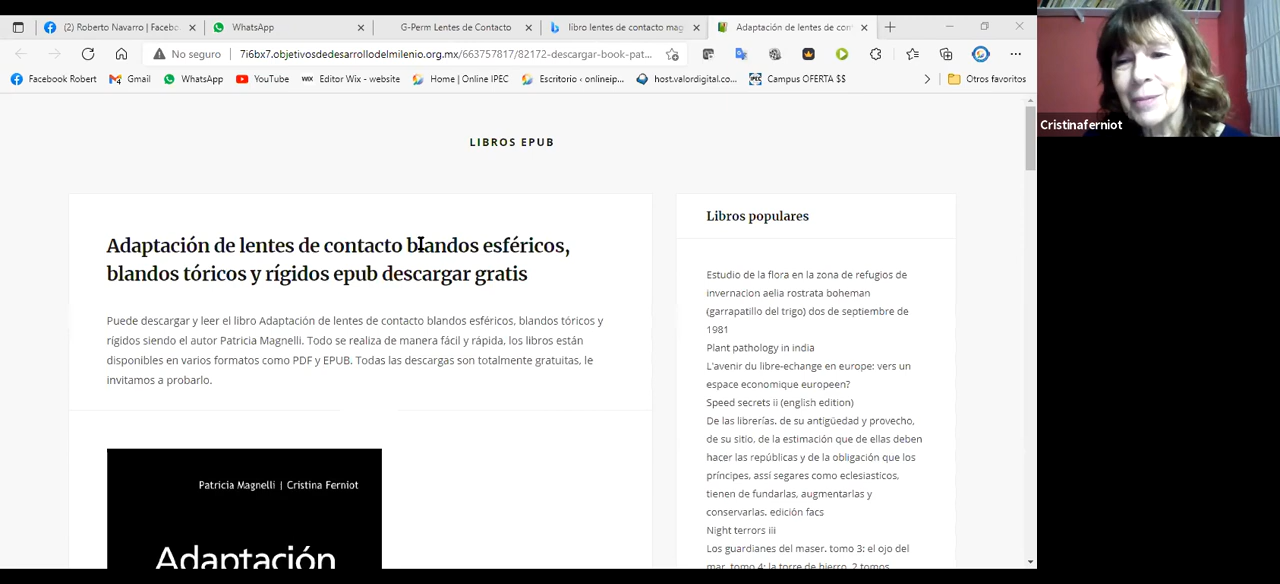 (2) Roberto Navarro | Facebo
WhatsApp
G-Perm Lentes de Contacto
libro lentes de contacto mag
Adaptación de lentes de con
No seguro
7i6bx7.objetivosdedesarrollodelmilenio.org.mx/663757817/82172-descargar-book-pat...
Facebook Robert
Gmail
WhatsApp
YouTube
Editor Wix - website
Home | Online IPEC
Escritorio ‹ onlineip...
host.valordigital.co...
Campus OFERTA $$
Otros favoritos
Cristinaferniot
LIBROS EPUB
Adaptación de lentes de contacto blandos esféricos,
blandos tóricos y rígidos epub descargar gratis
Puede descargar y leer el libro Adaptación de lentes de contacto blandos esféricos, blandos tóricos y
rígidos siendo el autor Patricia Magnelli. Todo se realiza de manera fácil y rápida, los libros están
disponibles en varios formatos como PDF y EPUB. Todas las descargas son totalmente gratuitas, le
invitamos a probarlo.
Patricia Magnelli | Cristina Ferniot
Adaptación
Libros populares
Estudio de la flora en la zona de refugios de
invernacion aelia rostrata boheman
(garrapatillo del trigo) dos de septiembre de
1981
Plant pathology in india
L'avenir du libre-echange en europe: vers un
espace economique europeen?
Speed secrets ii (english edition)
De las librerías. de su antigüedad y provecho,
de su sitio. de la estimación que de ellas deben
hacer las repúblicas y de la obligación que los
príncipes, assí segares como eclesiasticos,
tienen de fundarlas, augmentarlas y
conservarlas. edición facs
Night terrors iii
Los guardianes del maser. tomo 3: el ojo del
mar. tomo 4: la torre de hierro. 2 tomos